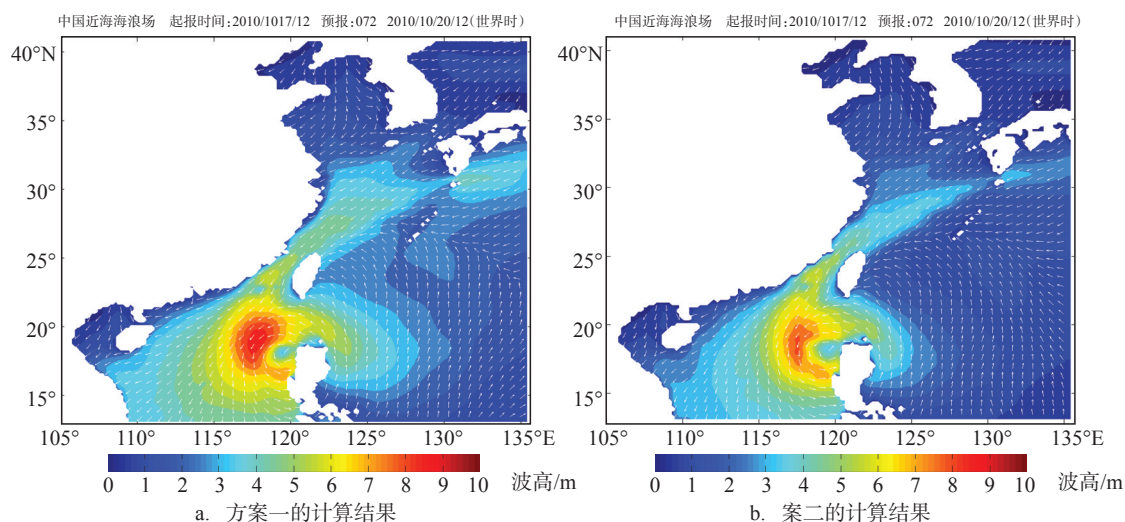 中国近海海浪场 起报时间:2010/1017/12 预报:072 2010/10/20/12(世界时)
40°N
35°
30°
25°
20°
15°
105° 110° 115° 120° 125° 130° 135°E
0 1 2 3 4 5 6 7 8 9 10 波高/m
a. 方案一的计算结果
中国近海海浪场 起报时间:2010/1017/12 预报:072 2010/10/20/12(世界时)
40°N
35°
30°
25°
20°
15°
105° 110° 115° 120° 125° 130° 135°E
0 1 2 3 4 5 6 7 8 9 10 波高/m
b. 案二的计算结果